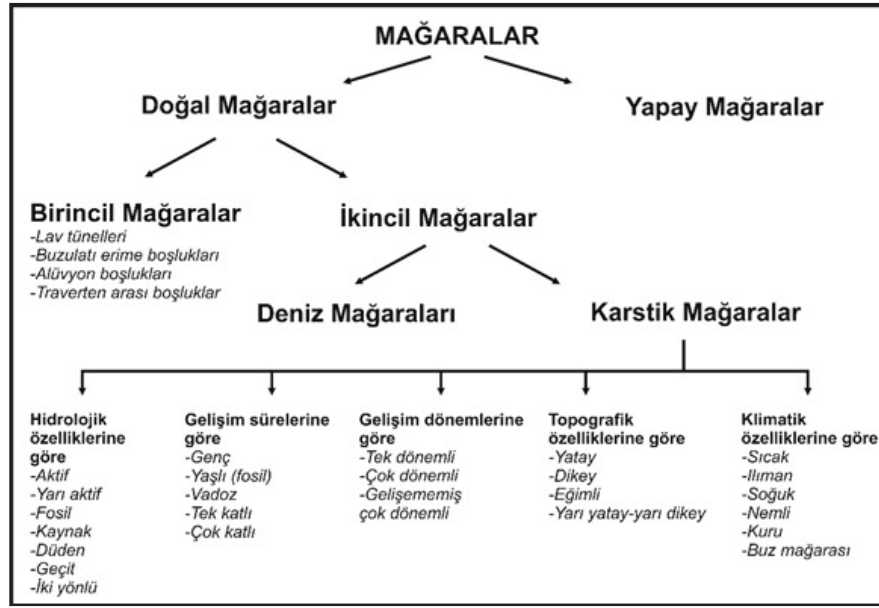 MAĞARALAR
Doğal Mağaralar
Yapay Mağaralar
Birincil Mağaralar
-Lav tünelleri
-Buzulatı erime boşlukları
-Alüvyon boşlukları
-Traverten arası boşluklar
İkincil Mağaralar
Deniz Mağaraları
Karstik Mağaralar
Hidrolojik
özelliklerine
göre
-Aktif
-Yarı aktif
-Fosil
-Kaynak
-Düden
-Geçit
-İki yönlü
Gelişim sürelerine
göre
-Genç
-Yaşlı (fosil)
-Vadoz
-Tek katlı
-Çok katlı
Gelişim dönemlerine
göre
-Tek dönemli
-Çok dönemli
-Gelişememiş
çok dönemli
Topografik
özelliklerine göre
-Yatay
-Dikey
-Eğimli
-Yarı yatay-yarı dikey
Klimatik
özelliklerine göre
-Sıcak
-Ilıman
-Soğuk
-Nemli
-Kuru
-Buz mağarası